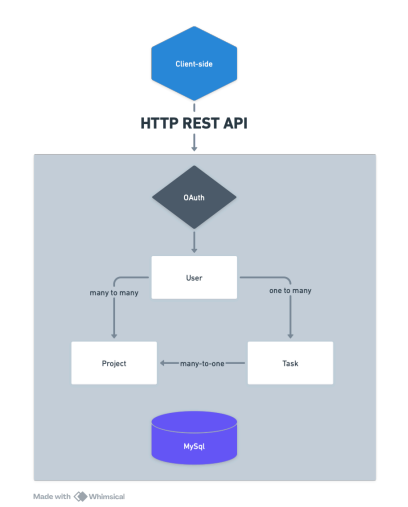 Client-side
HTTP REST API
OAuth
User
many to many
one to many
Project
many-to-one
Task
MySql
Made with Whimsical